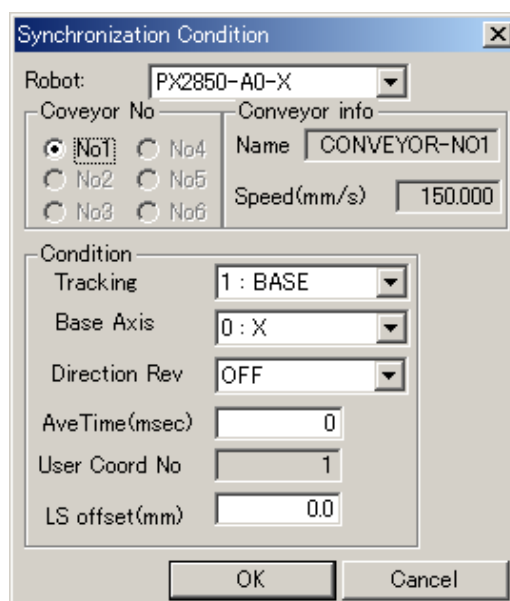 Synchronization Condition
Robot: PX2850-A0-X
Coveyor No
No1 No4
No2 No5
No3 No6
Conveyor info
Name CONVEYOR-NO1
Speed(mm/s) 150.000
Condition
Tracking 1 : BASE
Base Axis 0 : X
Direction Rev OFF
AveTime(msec) 0
User Coord No 1
LS offset(mm) 0.0
OK Cancel